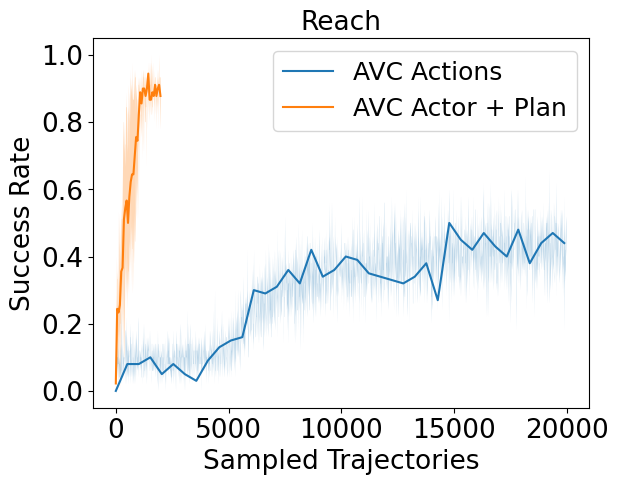 Reach
AVC Actions
AVC Actor + Plan
Success Rate
1.0
0.8
0.6
0.4
0.2
0.0
0 5000 10000 15000 20000
Sampled Trajectories